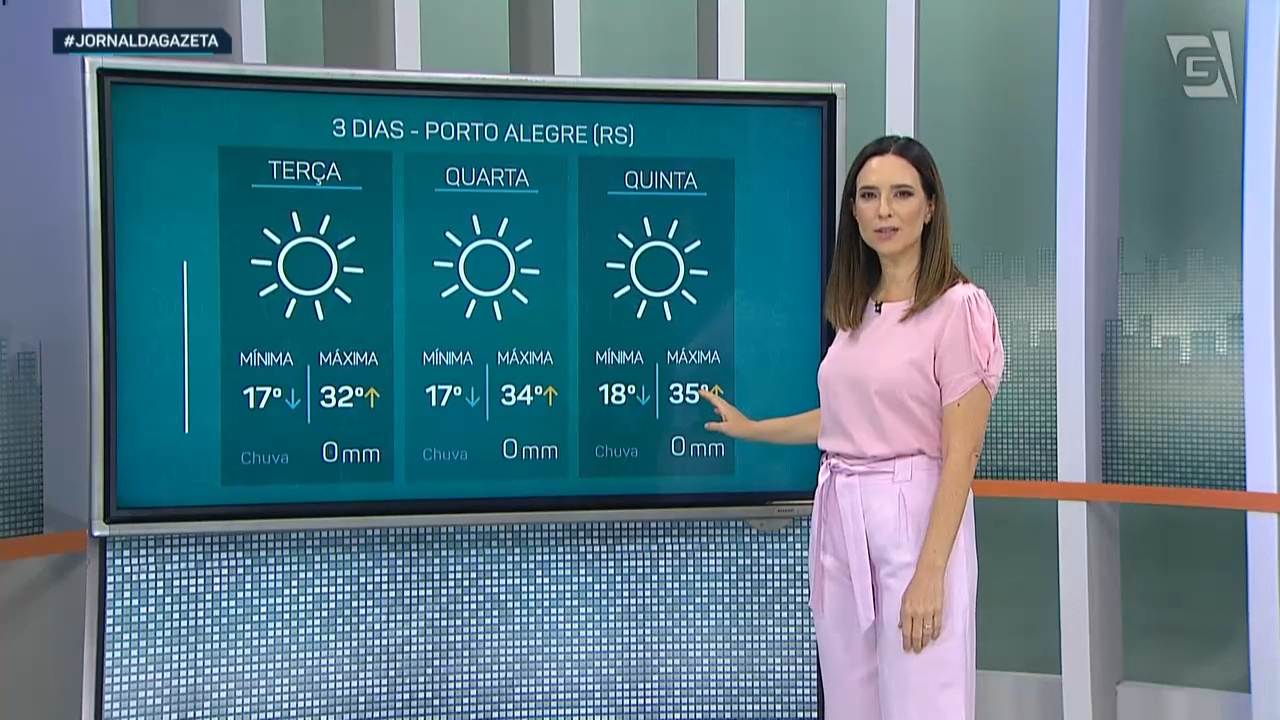 #JORNALDAGAZETA
G
3 DIAS - PORTO ALEGRE (RS)
TERÇA
MÍNIMA MÁXIMA
17º 32º
Chuva 0mm
QUARTA
MÍNIMA MÁXIMA
17º 34º
Chuva 0mm
QUINTA
MÍNIMA MÁXIMA
18º 35º
Chuva 0mm